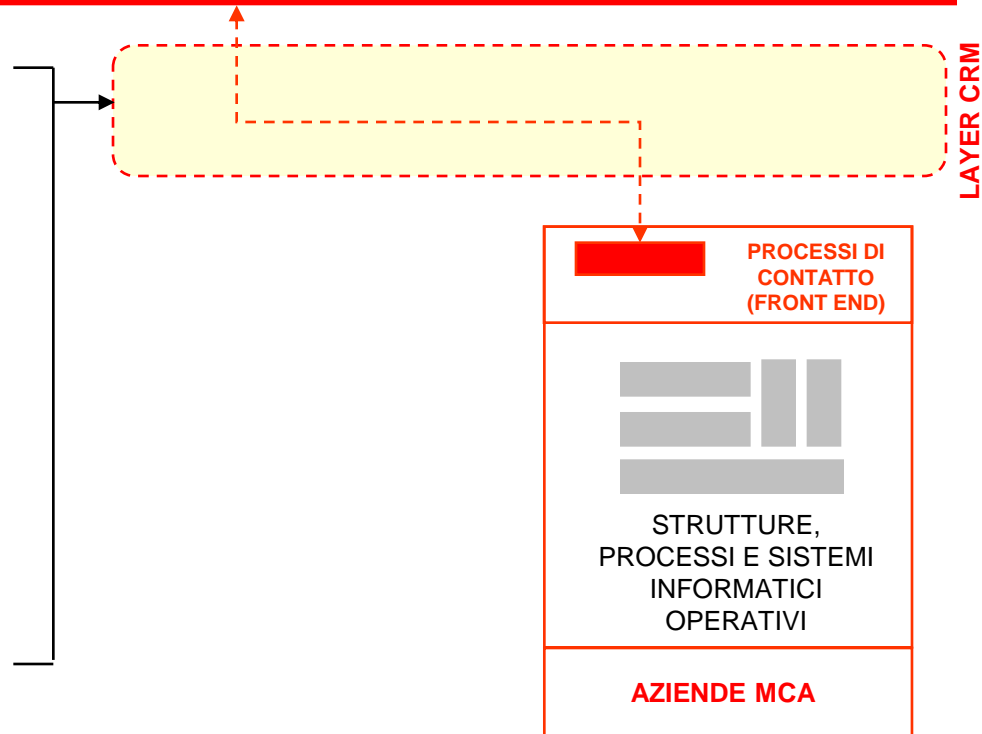 LAYER CRM
PROCESSI DI
CONTATTO
(FRONT END)
STRUTTURE,
PROCESSI E SISTEMI
INFORMATICI
OPERATIVI
AZIENDE MCA